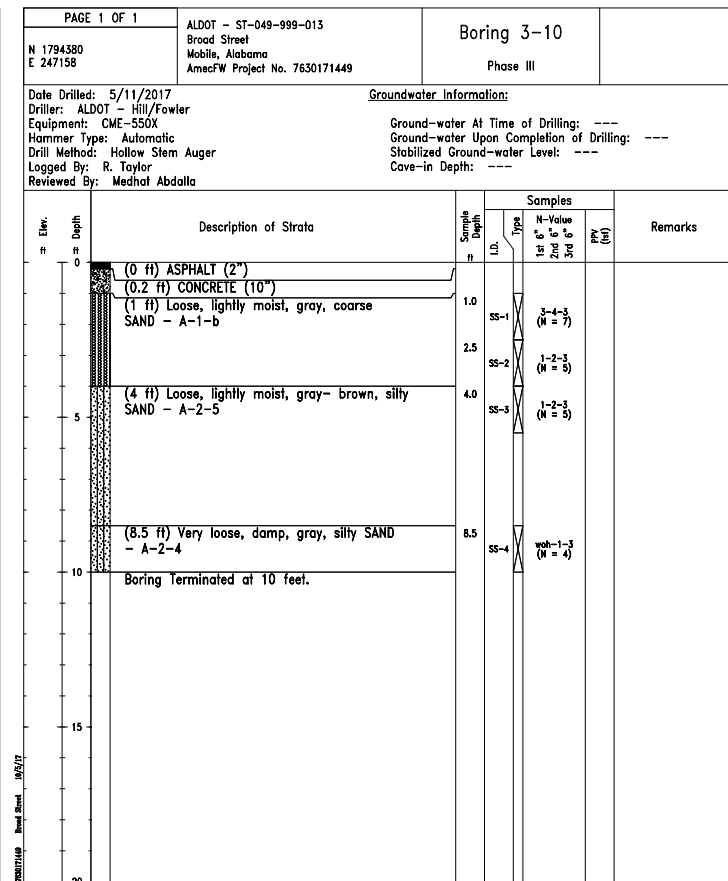 PAGE 1 OF 1
N 1794380
E 247158
ALDOT - ST-049-999-013
Broad Street
Mobile, Alabama
AmecFW Project No. 7630171449
Boring 3-10
Phase III
Date Drilled: 5/11/2017
Driller: ALDOT - Hill/Fowler
Equipment: CME-550X
Hammer Type: Automatic
Drill Method: Hollow Stem Auger
Logged By: R. Taylor
Reviewed By: Medhat Abdalla
Groundwater Information:
Ground-water At Time of Drilling: ---
Ground-water Upon Completion of Drilling: ---
Stabilized Ground-water Level: ---
Cave-in Depth: ---
Elev.
ft
Depth
ft
Description of Strata
Sample Depth
ft
Samples
I.D.
Type
N-Value
1st 6"
2nd 6"
3rd 6"
PPV
(tsf)
Remarks
0
(0 ft) ASPHALT (2")
(0.2 ft) CONCRETE (10")
(1 ft) Loose, lightly moist, gray, coarse
SAND - A-1-b
1.0
SS-1
3-4-3
(N = 7)
2.5
SS-2
1-2-3
(N = 5)
(4 ft) Loose, lightly moist, gray- brown, silty
SAND - A-2-5
4.0
SS-3
1-2-3
(N = 5)
5
(8.5 ft) Very loose, damp, gray, silty SAND
- A-2-4
8.5
SS-4
woh-1-3
(N = 4)
10
Boring Terminated at 10 feet.
15
20
7630171449 Broad Street 10/5/17